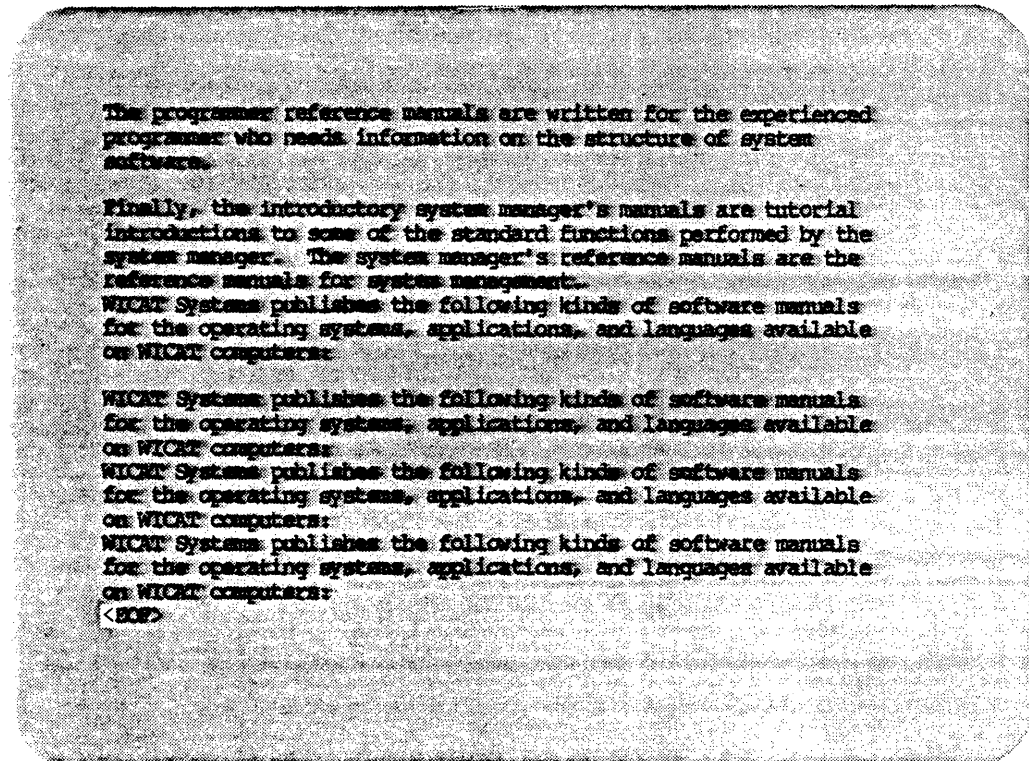 The programmer reference manuals are written for the experienced
programmer who needs information on the structure of system
software.
Finally, the introductory system manager's manuals are tutorial
introductions to some of the standard functions performed by the
system manager. The system manager's reference manuals are the
reference manuals for system management.
WICAT Systems publishes the following kinds of software manuals
for the operating systems, applications, and languages available
on WICAT computers:
WICAT Systems publishes the following kinds of software manuals
for the operating systems, applications, and languages available
on WICAT computers:
WICAT Systems publishes the following kinds of software manuals
for the operating systems, applications, and languages available
on WICAT computers:
WICAT Systems publishes the following kinds of software manuals
for the operating systems, applications, and languages available
on WICAT computers:
<EOF>